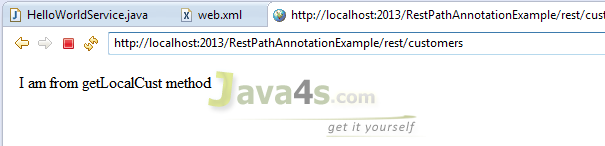 HelloWorldService.java web.xml http://localhost:2013/RestPathAnnotationExample/rest/cust
http://localhost:2013/RestPathAnnotationExample/rest/customers
I am from getLocalCust method
Java4s.com
get it yourself